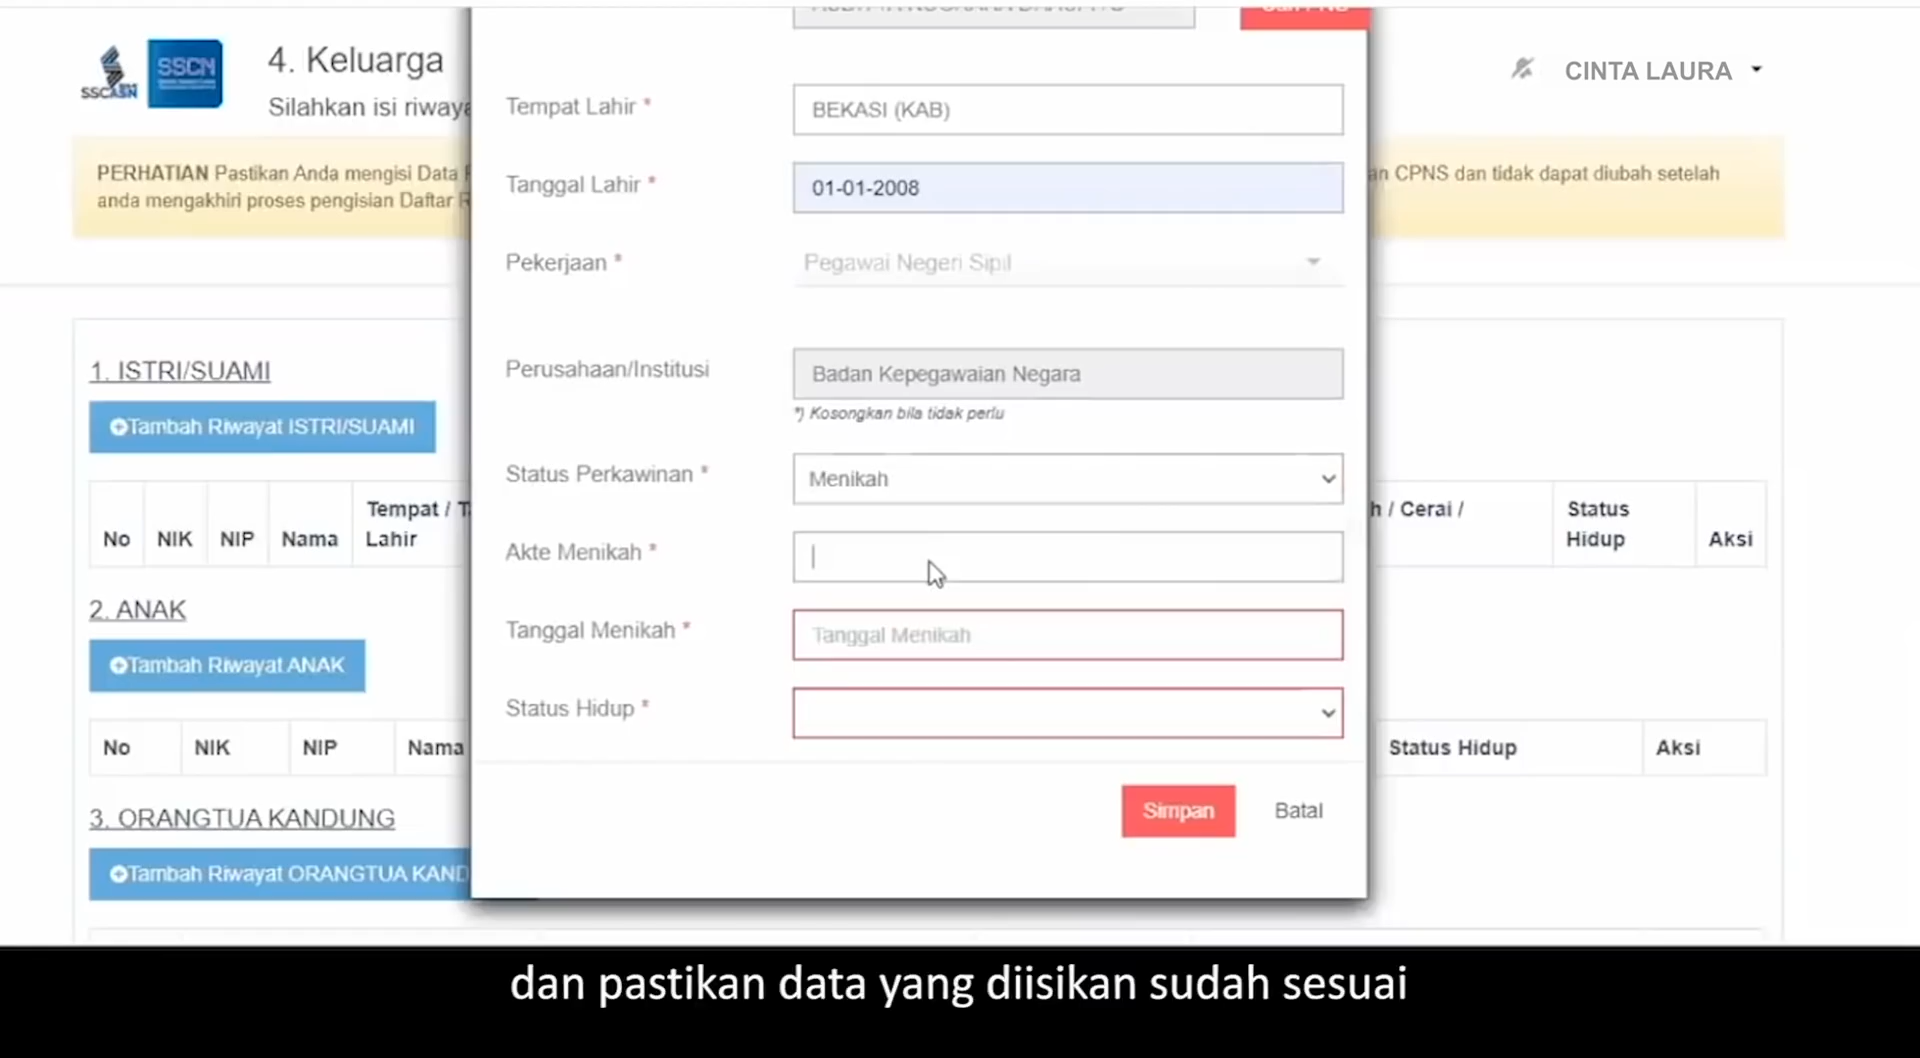 SSCASN
SSCN
4. Keluarga
Silahkan isi riwaya
CINTA LAURA
PERHATIAN Pastikan Anda mengisi Data
an CPNS dan tidak dapat diubah setelah
anda mengakhiri proses pengisian Daftar R
Tempat Lahir *
BEKASI (KAB)
Tanggal Lahir *
01-01-2008
Pekerjaan *
Pegawai Negeri Sipil
Perusahaan/Institusi
Badan Kepegawaian Negara
*) Kosongkan bila tidak perlu
Status Perkawinan *
Menikah
Akte Menikah *
Tanggal Menikah *
Tanggal Menikah
Status Hidup *
Simpan
Batal
1. ISTRI/SUAMI
Tambah Riwayat ISTRI/SUAMI
No NIK NIP Nama Tempat / T Lahir
h / Cerai / Status Hidup Aksi
2. ANAK
Tambah Riwayat ANAK
No NIK NIP Nama
Status Hidup Aksi
3. ORANGTUA KANDUNG
Tambah Riwayat ORANGTUA KAND
dan pastikan data yang diisikan sudah sesuai